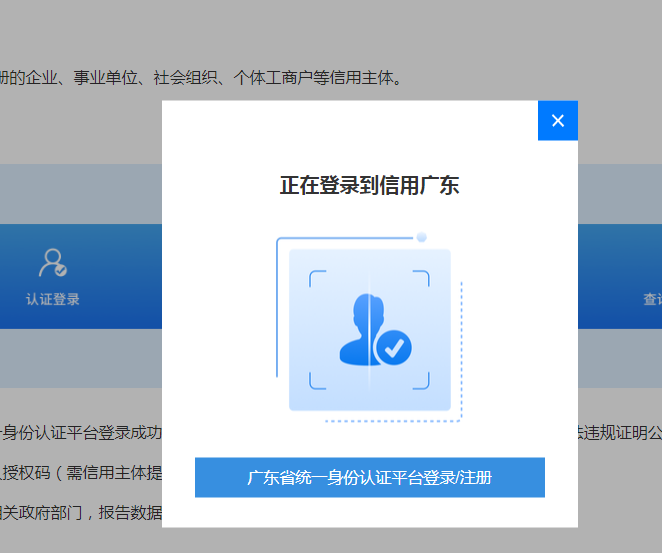 册的企业、事业单位、社会组织、个体工商户等信用主体。
正在登录到信用广东
认证登录
查
身份认证平台登录成功
法违规证明公
授权码（需信用主体提
相关政府部门，报告数据
广东省统一身份认证平台登录/注册